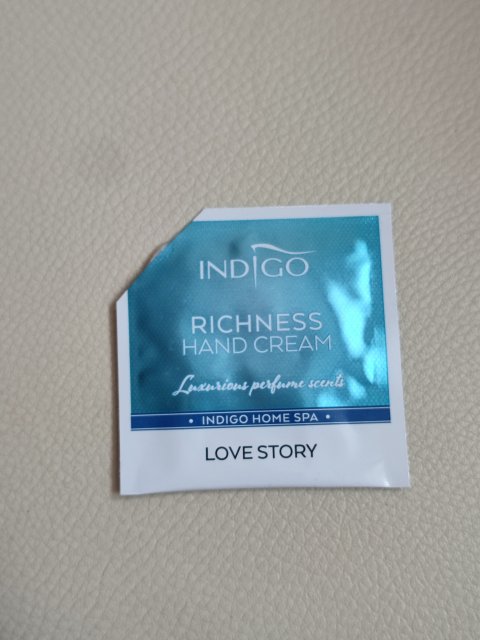 INDIGO
RICHNESS
HAND CREAM
Luxurious perfume scents
• INDIGO HOME SPA •
LOVE STORY